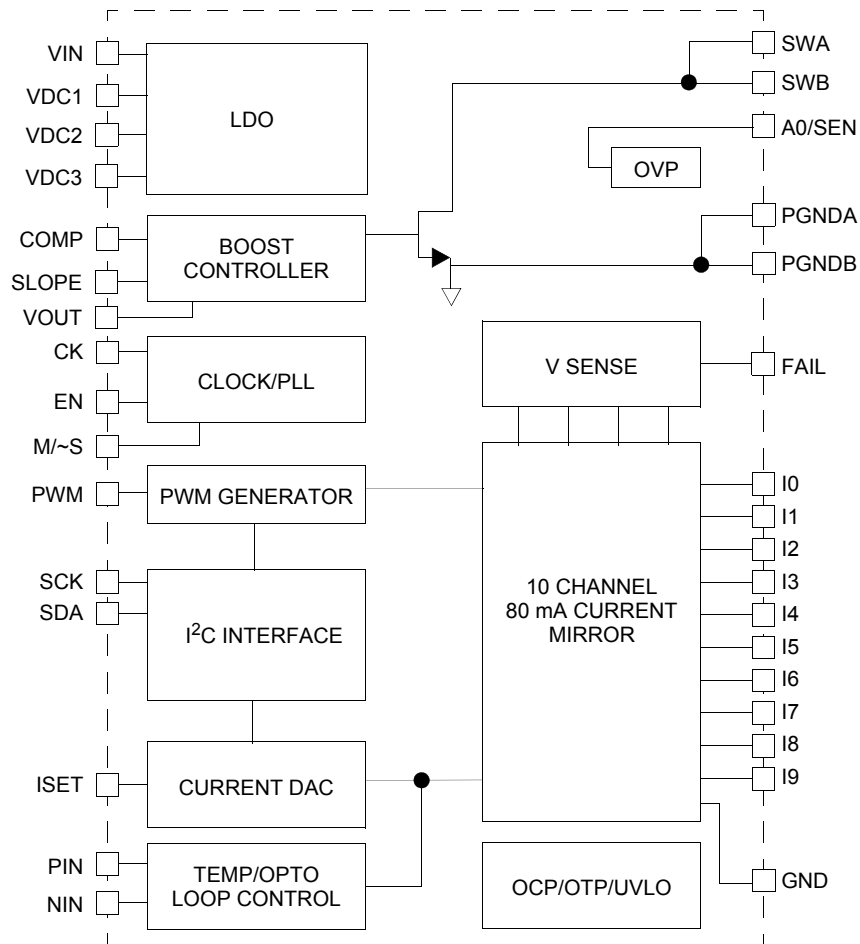 VIN
VDC1
VDC2
VDC3
LDO
COMP
SLOPE
VOUT
BOOST
CONTROLLER
CK
EN
M/~S
CLOCK/PLL
PWM
PWM GENERATOR
SCK
SDA
I²C INTERFACE
ISET
CURRENT DAC
PIN
NIN
TEMP/OPTO
LOOP CONTROL
SWA
SWB
A0/SEN
OVP
PGNDA
PGNDB
V SENSE
FAIL
10 CHANNEL
80 mA CURRENT
MIRROR
I0
I1
I2
I3
I4
I5
I6
I7
I8
I9
OCP/OTP/UVLO
GND